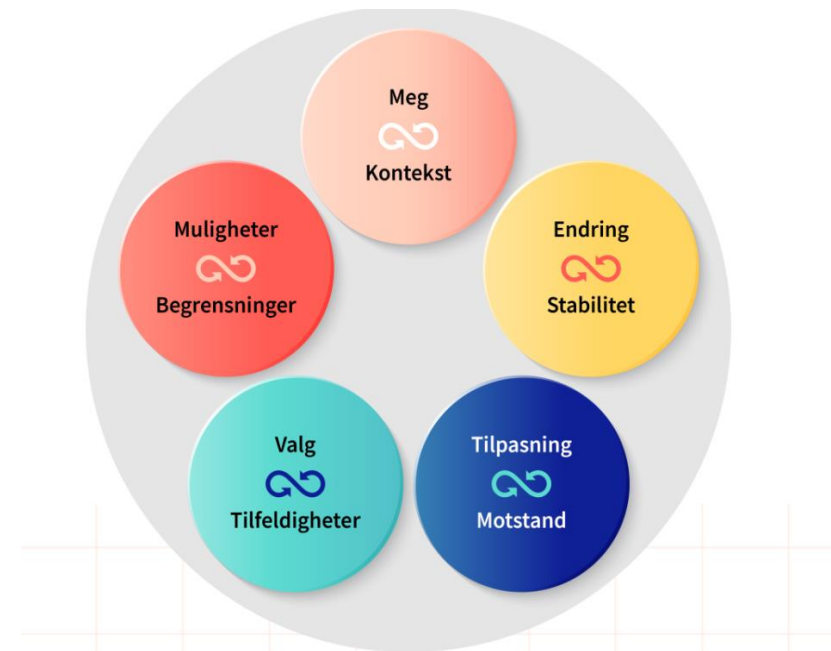 Meg
Kontekst
Muligheter
Begrensninger
Endring
Stabilitet
Valg
Tilfeldigheter
Tilpasning
Motstand